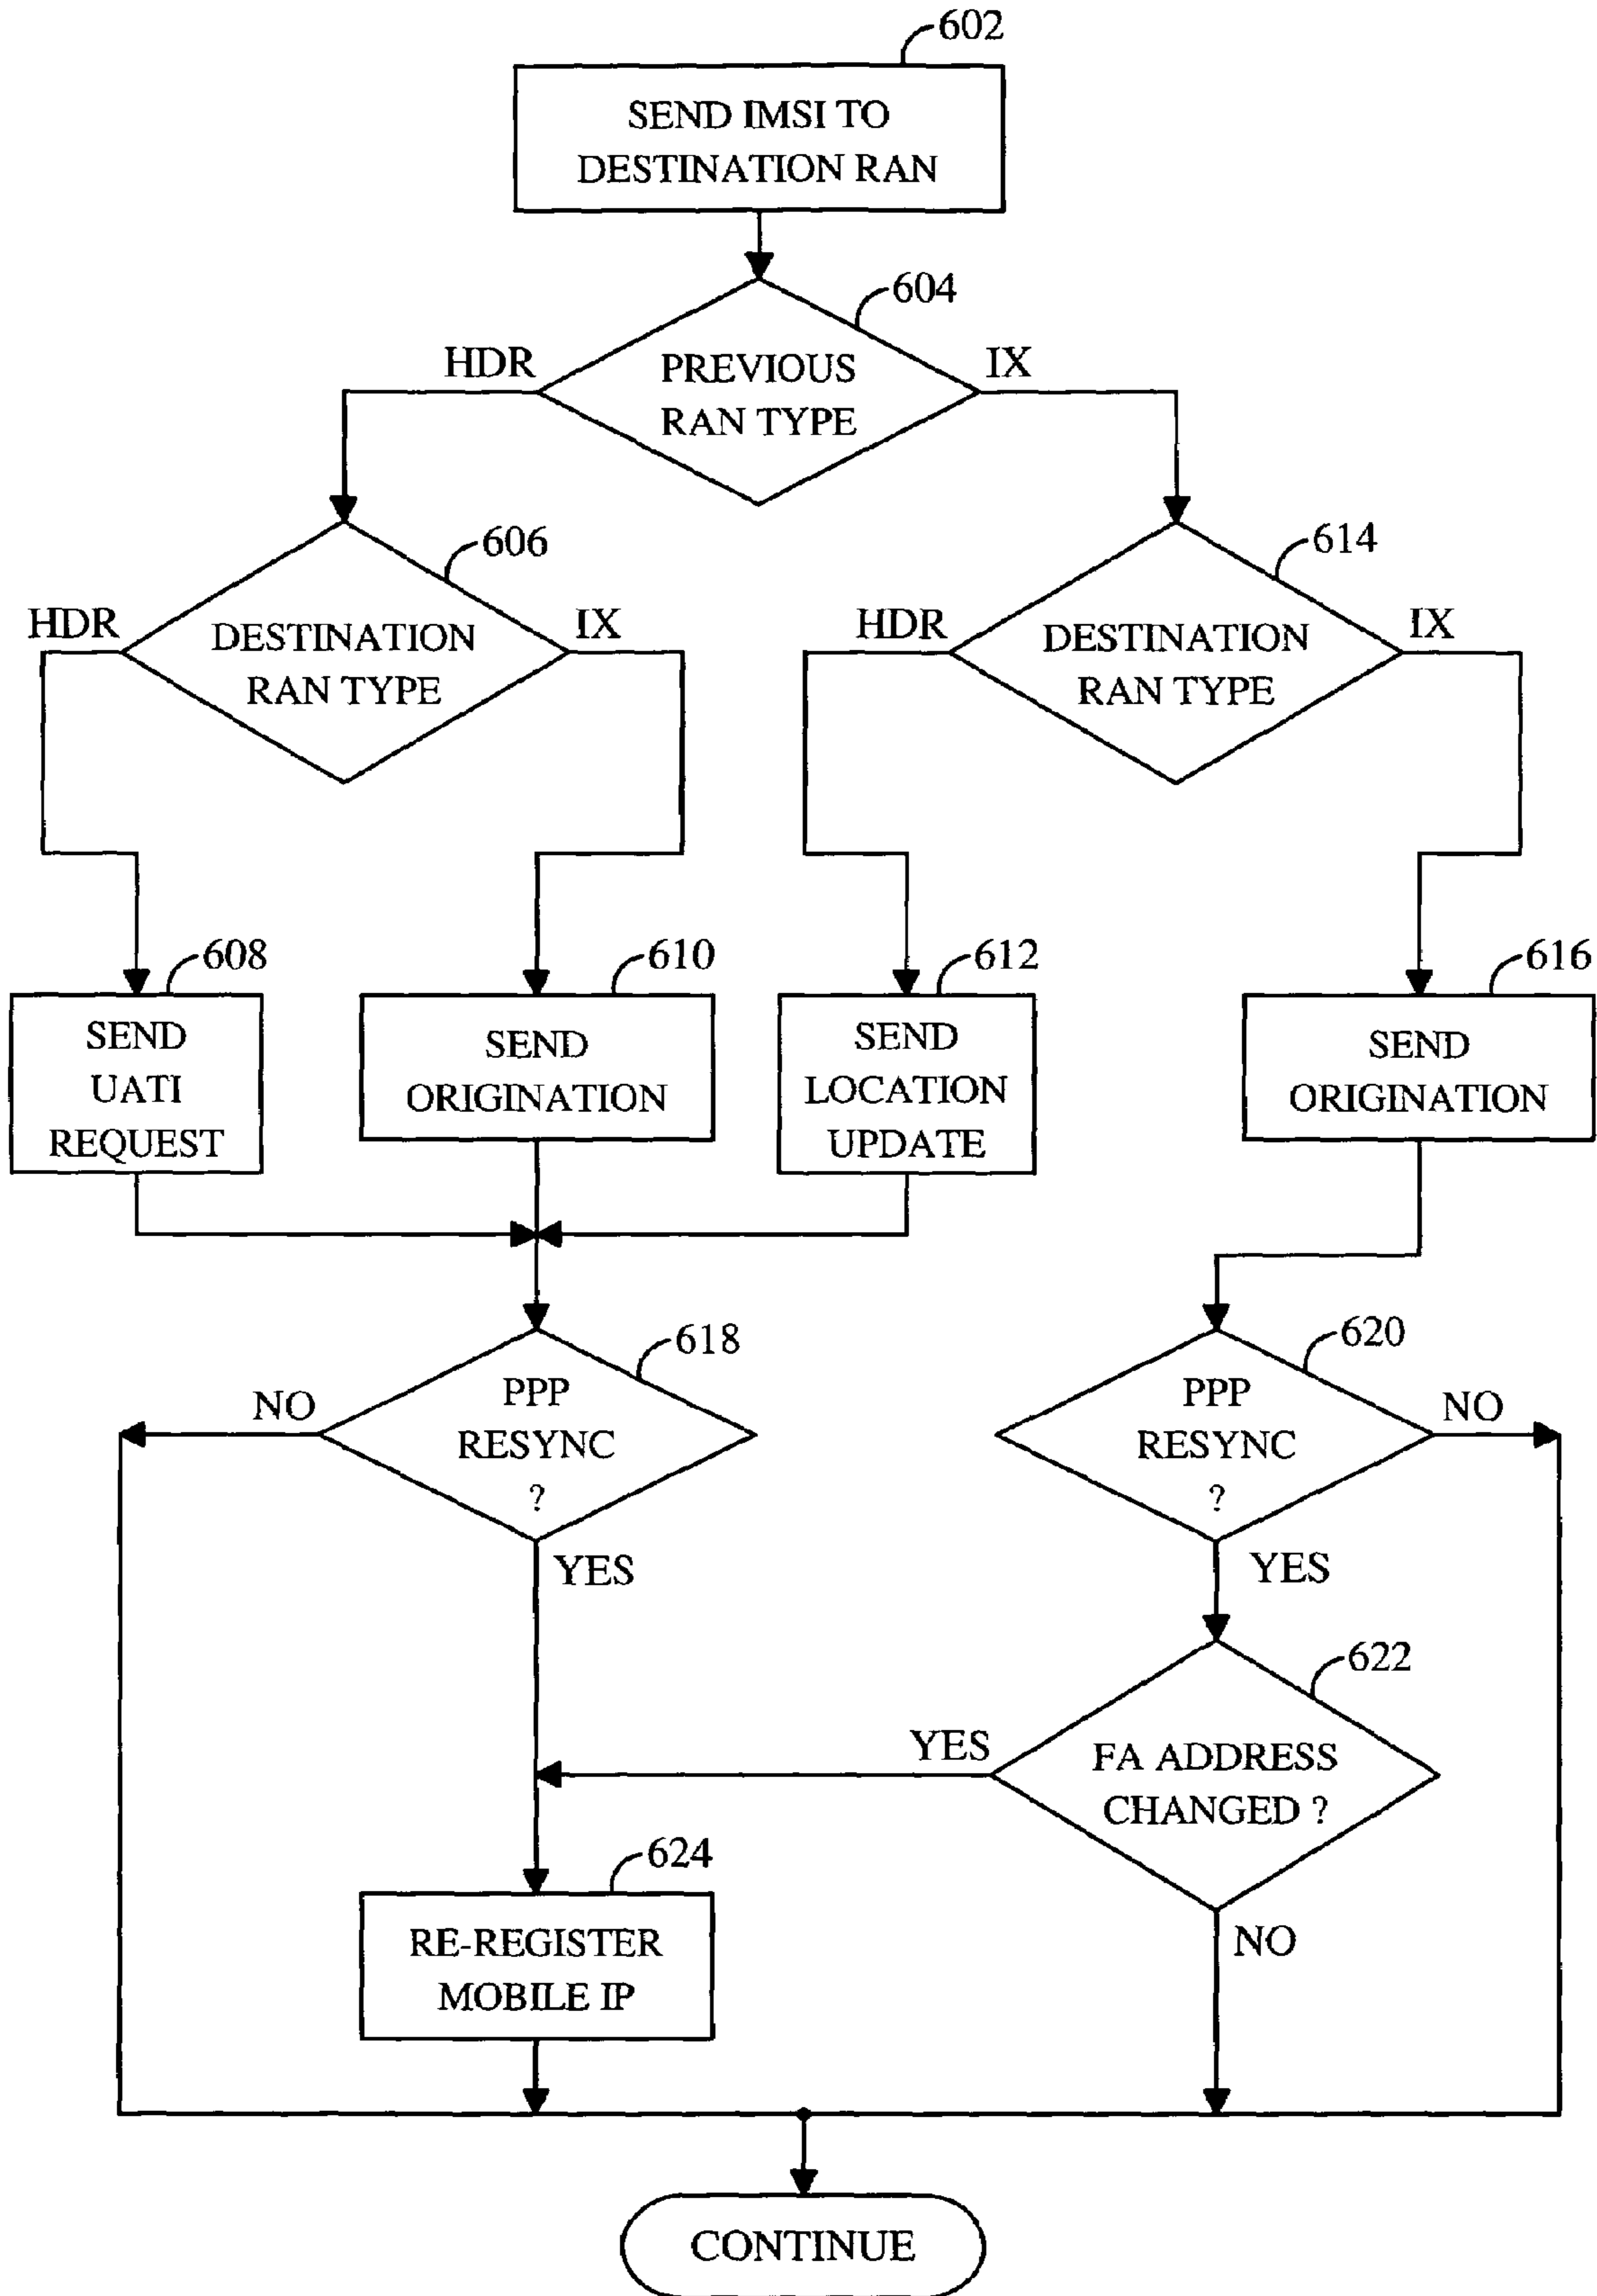 602
SEND IMSI TO
DESTINATION RAN
604
HDR
PREVIOUS
RAN TYPE
IX
606
HDR
DESTINATION
RAN TYPE
IX
614
HDR
DESTINATION
RAN TYPE
IX
608
SEND
UATI
REQUEST
610
SEND
ORIGINATION
612
SEND
LOCATION
UPDATE
616
SEND
ORIGINATION
618
NO
PPP
RESYNC
?
YES
620
PPP
RESYNC
?
NO
YES
622
YES
FA ADDRESS
CHANGED ?
NO
624
RE-REGISTER
MOBILE IP
CONTINUE